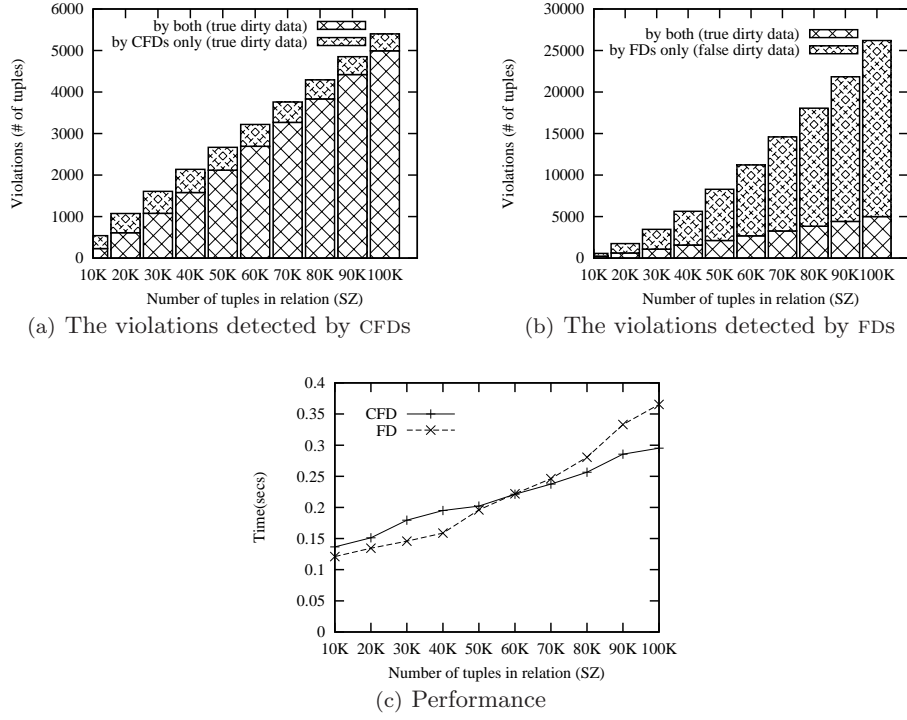 by both (true dirty data)
by CFDs only (true dirty data)
6000
5000
4000
3000
2000
1000
0
Violations (# of tuples)
10K 20K 30K 40K 50K 60K 70K 80K 90K 100K
Number of tuples in relation (SZ)
(a) The violations detected by CFDs
by both (true dirty data)
by FDs only (false dirty data)
30000
25000
20000
15000
10000
5000
0
Violations (# of tuples)
10K 20K 30K 40K 50K 60K 70K 80K 90K 100K
Number of tuples in relation (SZ)
(b) The violations detected by FDs
CFD
FD
0.4
0.35
0.3
0.25
0.2
0.15
0.1
0.05
0
Time(secs)
10K 20K 30K 40K 50K 60K 70K 80K 90K 100K
Number of tuples in relation (SZ)
(c) Performance